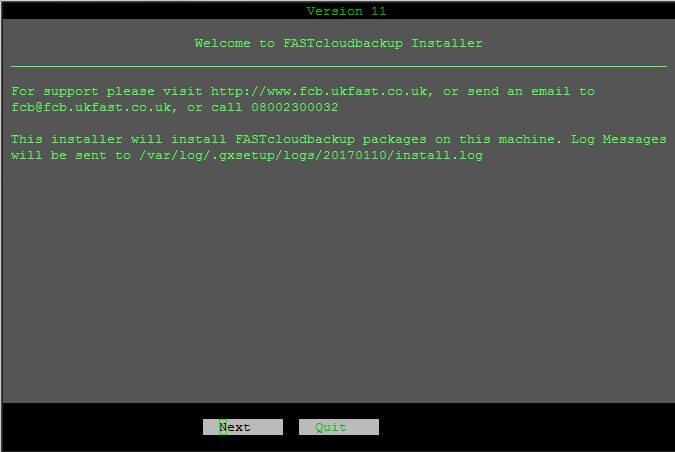 Version 11
Welcome to FASTcloudbackup Installer
For support please visit http://www.fcb.ukfast.co.uk, or send an email to
fcb@fcb.ukfast.co.uk, or call 08002300032
This installer will install FASTcloudbackup packages on this machine. Log Messages
will be sent to /var/log/.gxsetup/logs/20170110/install.log
Next Quit